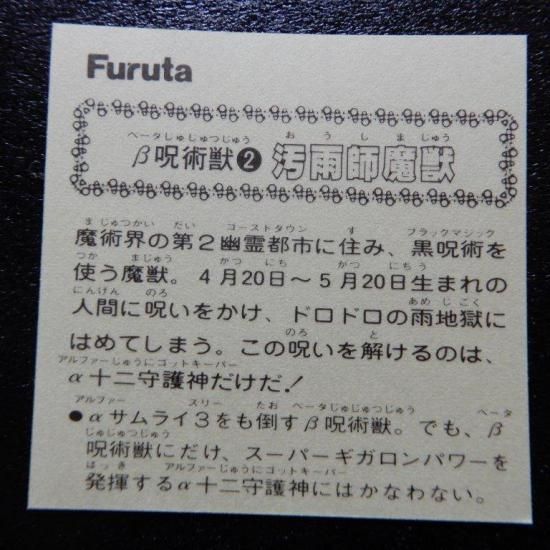 Furuta
ベータじゅじゅつじゅう おうしまじゅう
β呪術獣❷ 汚雨師魔獣
まじゅつかい だい ゴーストタウン す ブラックマジック
魔術界の第2幽霊都市に住み、黒呪術を
つか まじゅう がつ にち がつ にちう
使う魔獣。4月20日〜5月20日生まれの
にんげん のろ あめじごく
人間に呪いをかけ、ドロドロの雨地獄に
のろ と
はめてしまう。この呪いを解けるのは、
アルファーじゅうにゴットキーパー
α十二守護神だけだ!
アルファー スリー たお ベータじゅじゅつじゅう ベータ
●αサムライ3をも倒すβ呪術獣。でも、β
じゅじゅつじゅう
呪術獣にだけ、スーパーギガロンパワーを
はっき アルファーじゅうにゴットキーパー
発揮するα十二守護神にはかなわない。